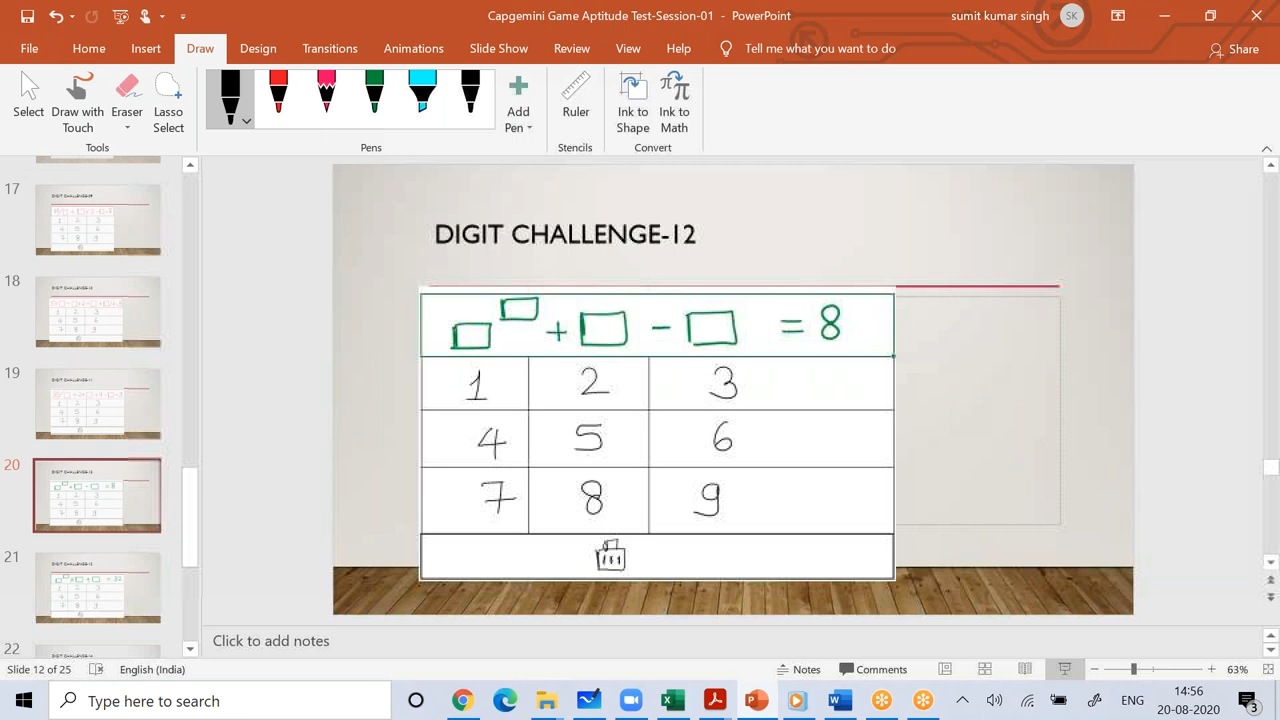 Capgemini Game Aptitude Test-Session-01 - PowerPoint
sumit kumar singh SK
File Home Insert Draw Design Transitions Animations Slide Show Review View Help Tell me what you want to do Share
Select Draw with Touch Eraser Lasso Select Add Pen Ruler Ink to Shape Ink to Math
Tools Pens Stencils Convert
17
18
19
20
21
22
DIGIT CHALLENGE-12
□^□ + □ - □ = 8
1 2 3
4 5 6
7 8 9
Click to add notes
Slide 12 of 25 English (India) Notes Comments 63%
Type here to search
ENG
14:56
20-08-2020
3